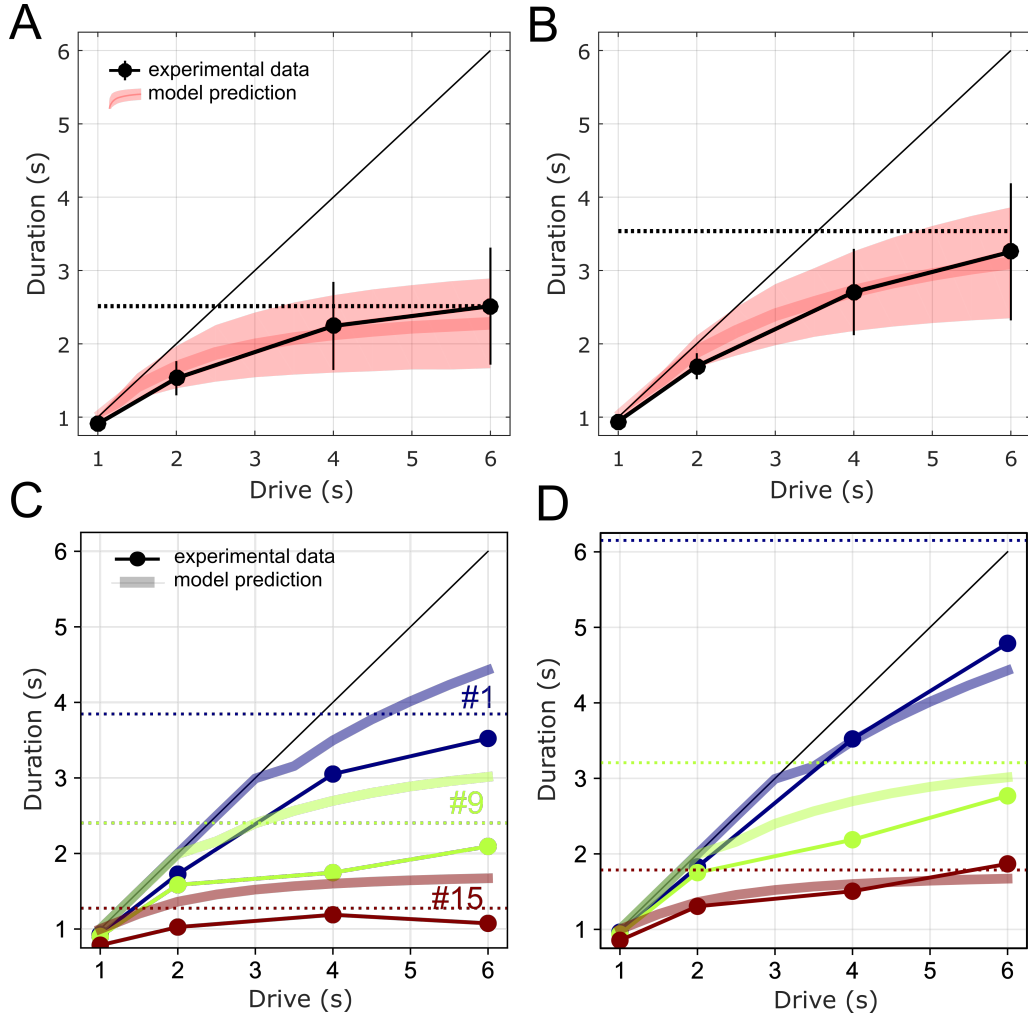 A
6
5
4
3
2
1
Duration (s)
experimental data
model prediction
1 2 3 4 5 6
Drive (s)
B
6
5
4
3
2
1
Duration (s)
1 2 3 4 5 6
Drive (s)
C
6
5
4
3
2
1
Duration (s)
experimental data
model prediction
#1
#9
#15
1 2 3 4 5 6
Drive (s)
D
6
5
4
3
2
1
Duration (s)
1 2 3 4 5 6
Drive (s)